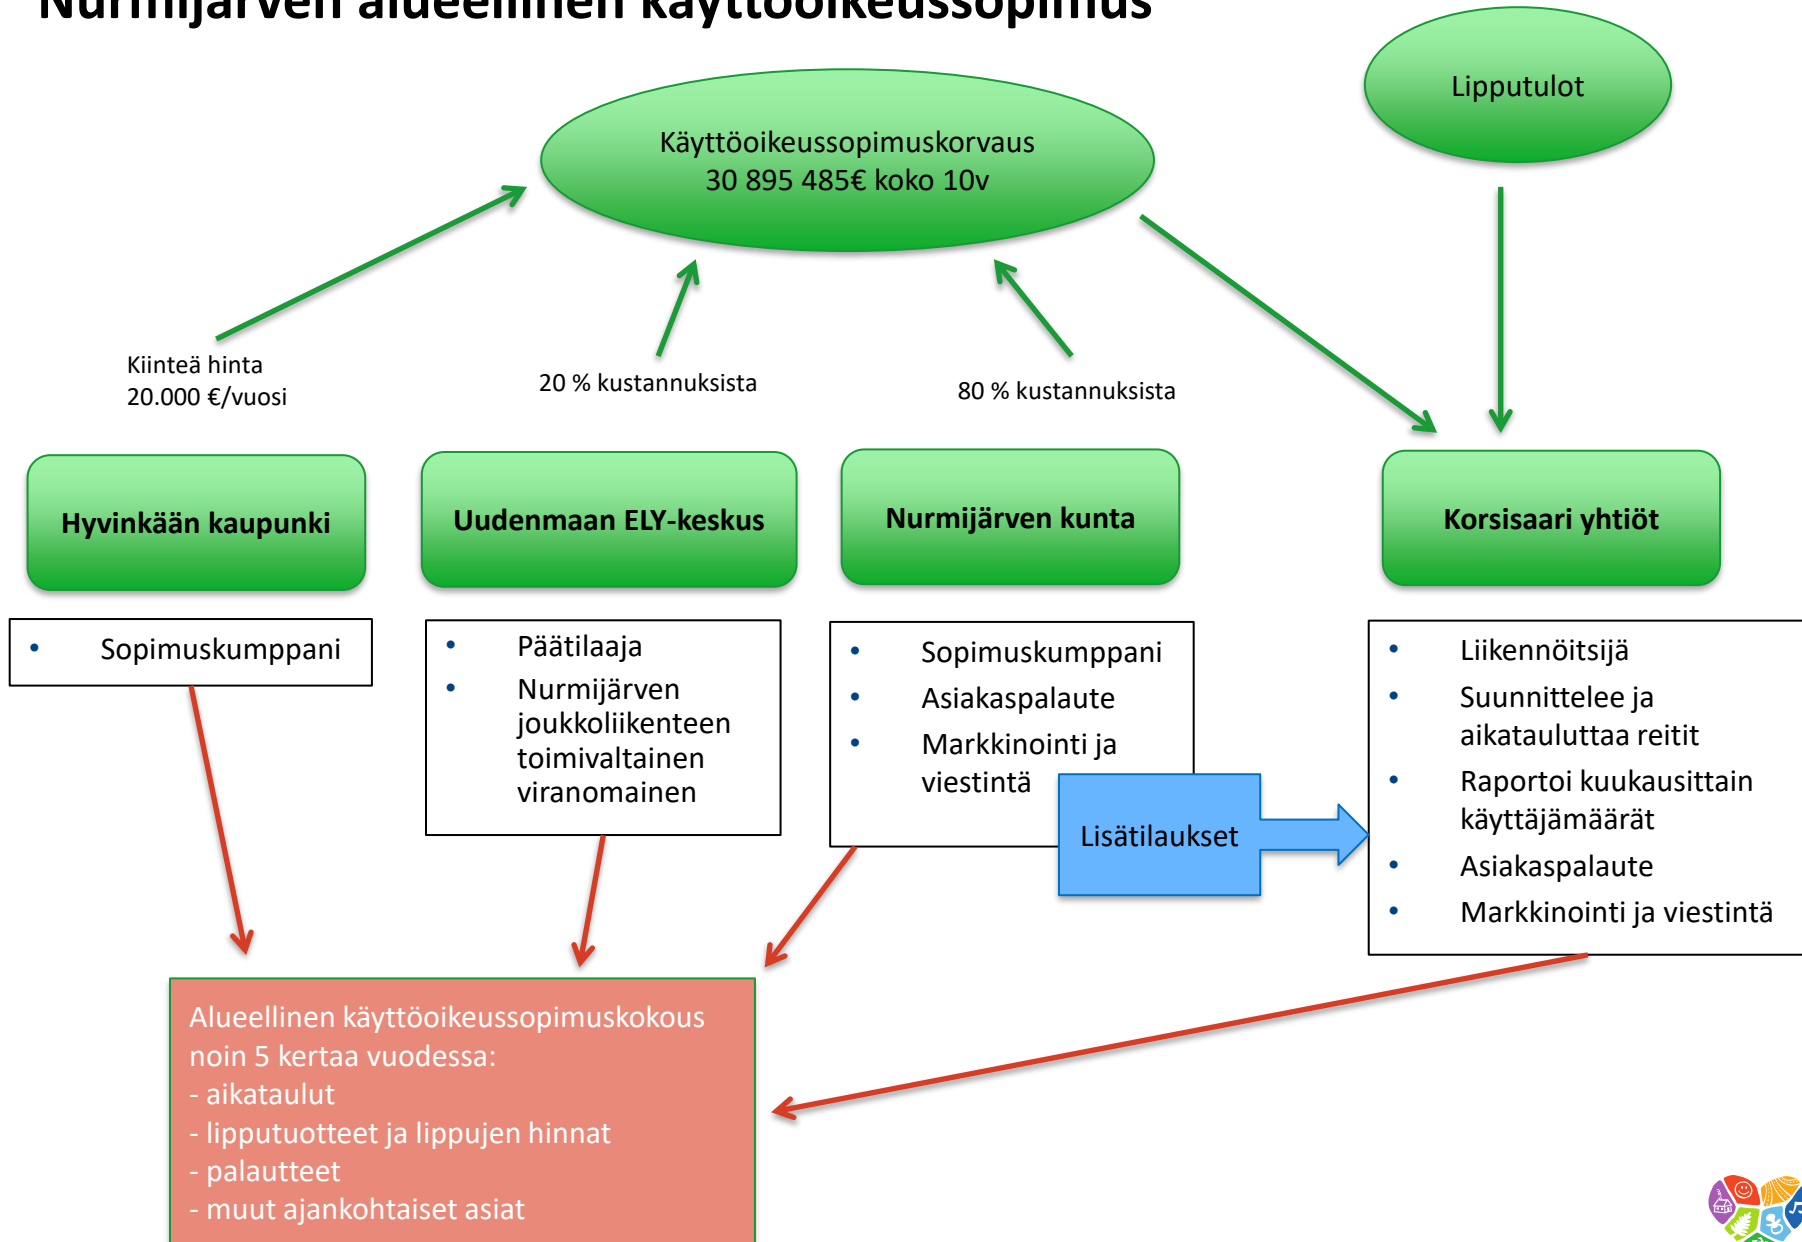 Nurmijärven alueellinen käyttöoikeussopimus
Lipputulot
Käyttöoikeussopimuskorvaus
30 895 485€ koko 10v
Kiinteä hinta
20.000 €/vuosi
20 % kustannuksista
80 % kustannuksista
Hyvinkään kaupunki
Uudenmaan ELY-keskus
Nurmijärven kunta
Korsisaari yhtiöt
• Sopimuskumppani
• Päätilaaja
• Nurmijärven
joukkoliikenteen
toimivaltainen
viranomainen
• Sopimuskumppani
• Asiakaspalaute
• Markkinointi ja
viestintä
Lisätilaukset
• Liikennöitsijä
• Suunnittelee ja
aikatauluttaa reitit
• Raportoi kuukausittain
käyttäjämäärät
• Asiakaspalaute
• Markkinointi ja viestintä
Alueellinen käyttöoikeussopimuskokous
noin 5 kertaa vuodessa:
- aikataulut
- lipputuotteet ja lippujen hinnat
- palautteet
- muut ajankohtaiset asiat